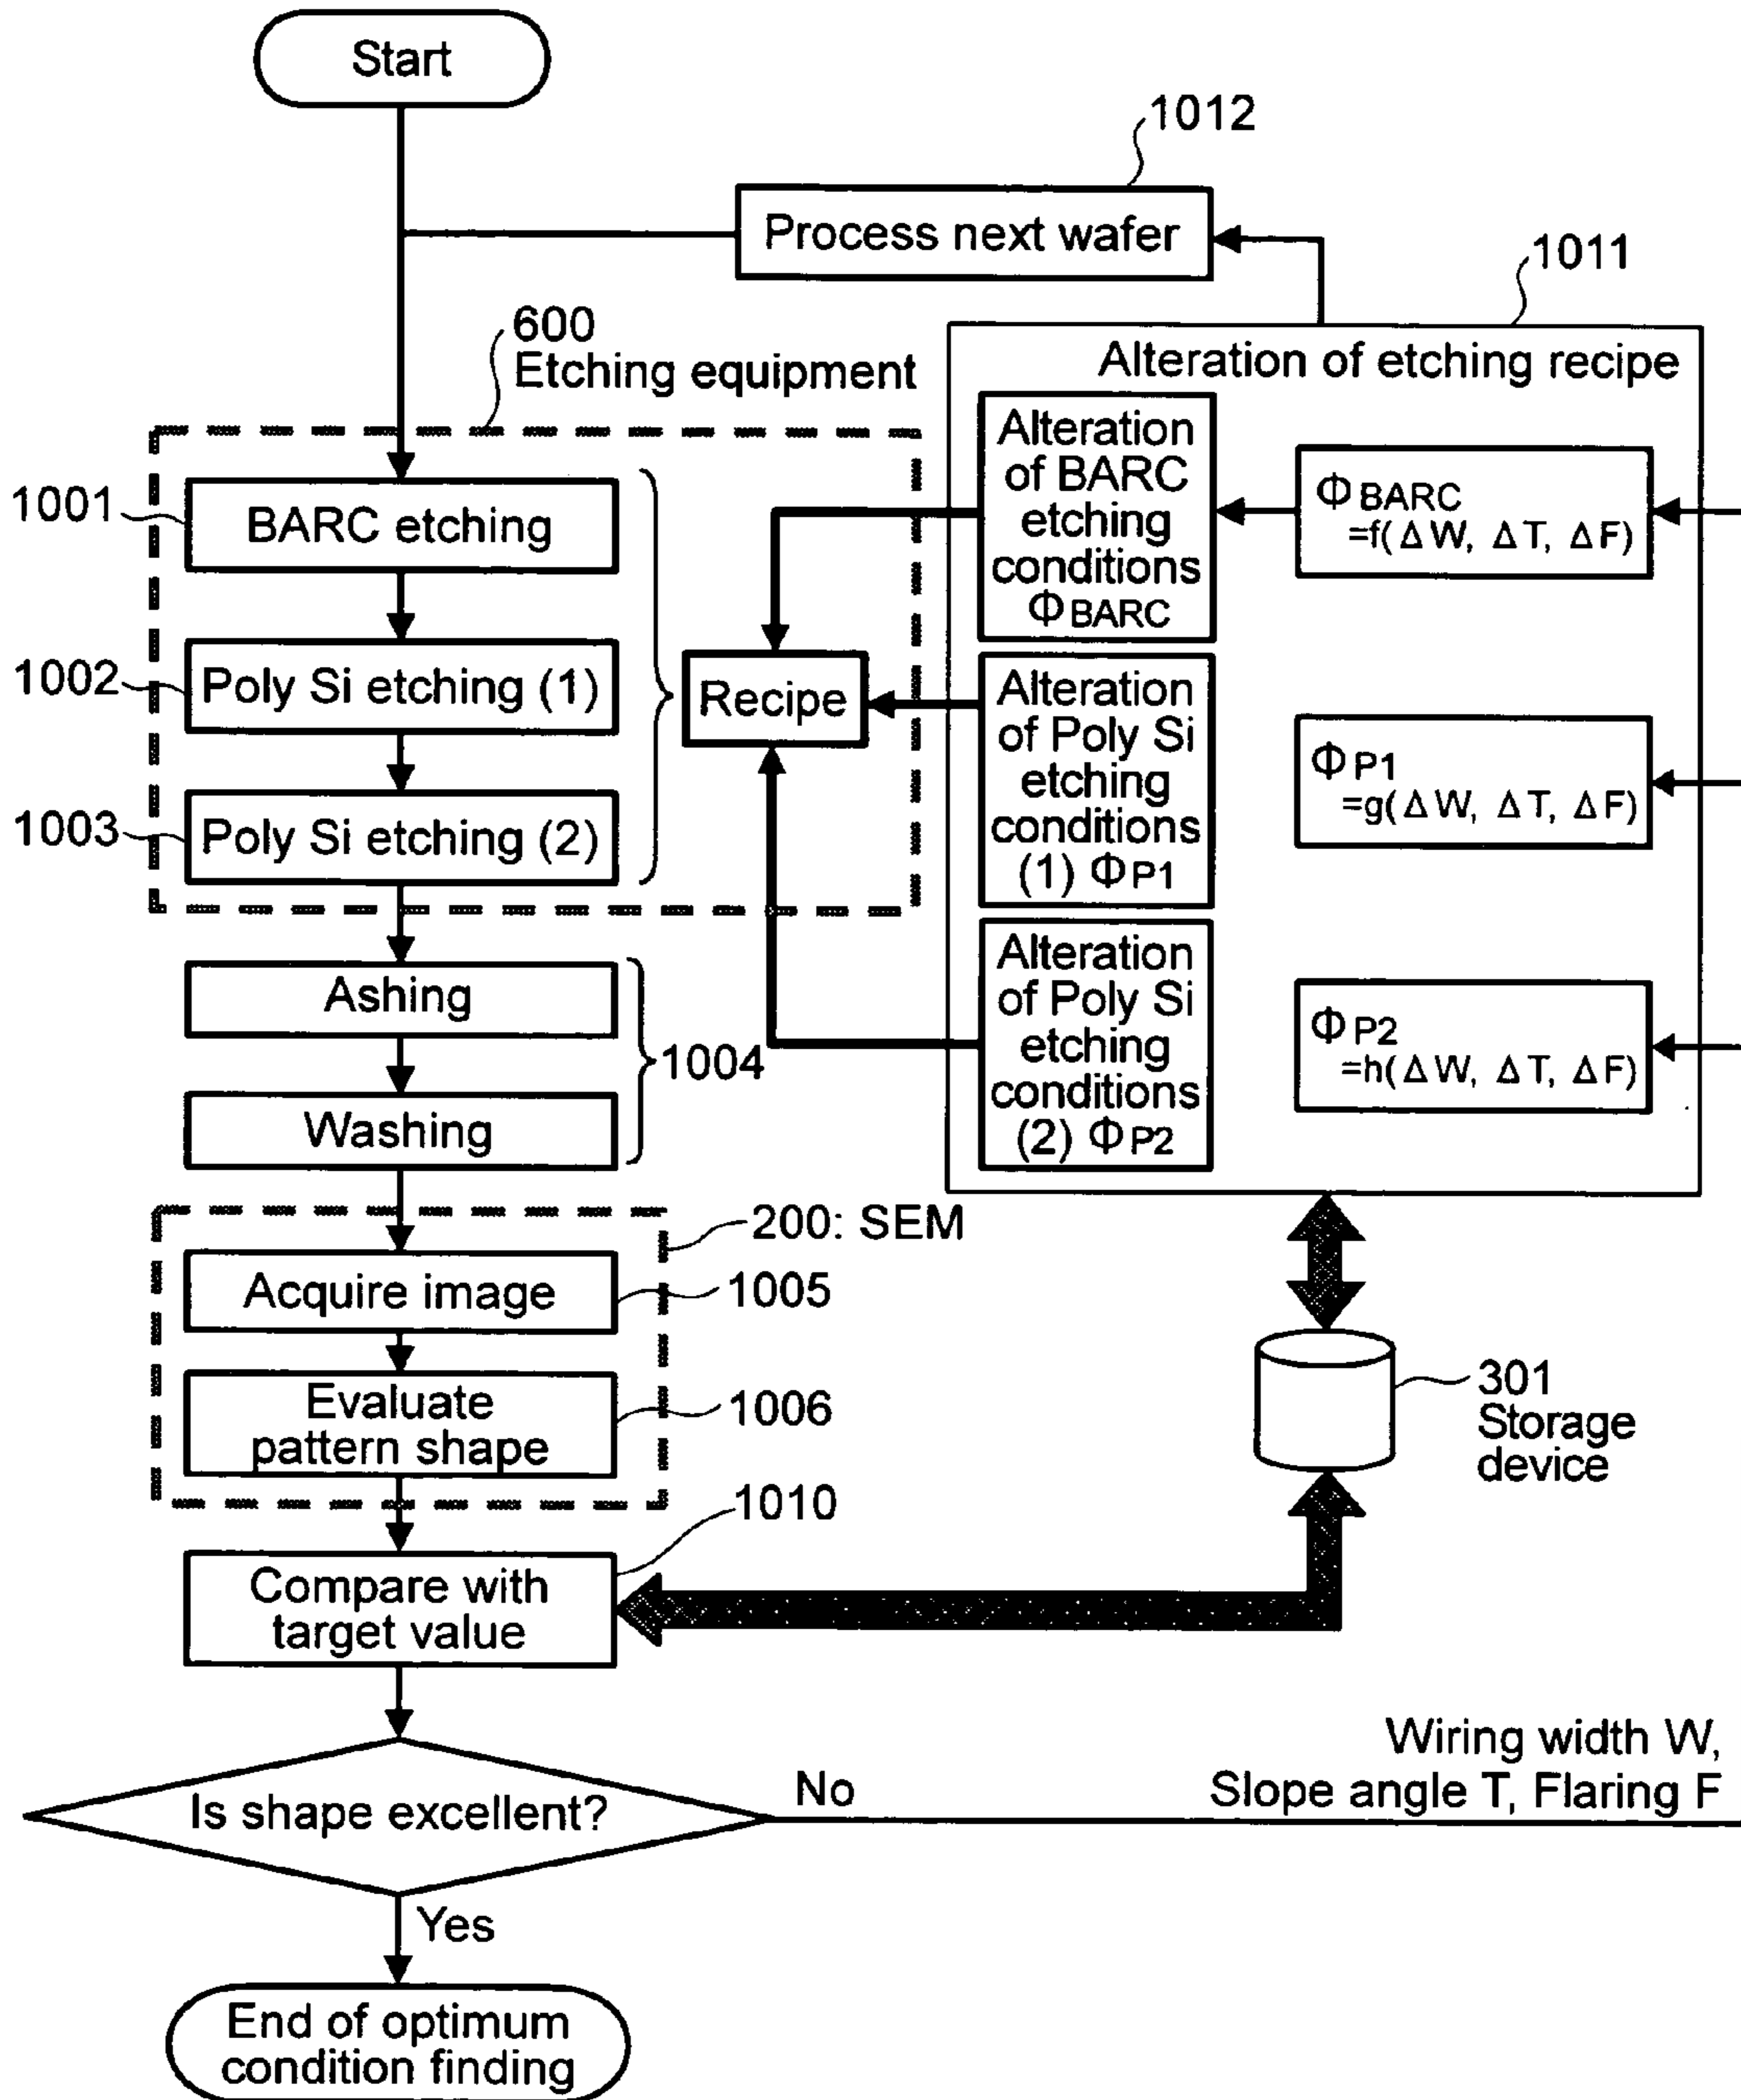 Start
1012
Process next wafer
1011
600
Etching equipment
Alteration of etching recipe
1001
BARC etching
1002
Poly Si etching (1)
1003
Poly Si etching (2)
Recipe
Alteration
of BARC
etching
conditions
ΦBARC
ΦBARC
=f(ΔW, ΔT, ΔF)
Alteration
of Poly Si
etching
conditions
(1) ΦP1
ΦP1
=g(ΔW, ΔT, ΔF)
Alteration
of Poly Si
etching
conditions
(2) ΦP2
ΦP2
=h(ΔW, ΔT, ΔF)
Ashing
Washing
1004
200: SEM
Acquire image
1005
Evaluate
pattern shape
1006
301
Storage
device
1010
Compare with
target value
Is shape excellent?
No
Wiring width W,
Slope angle T, Flaring F
Yes
End of optimum
condition finding